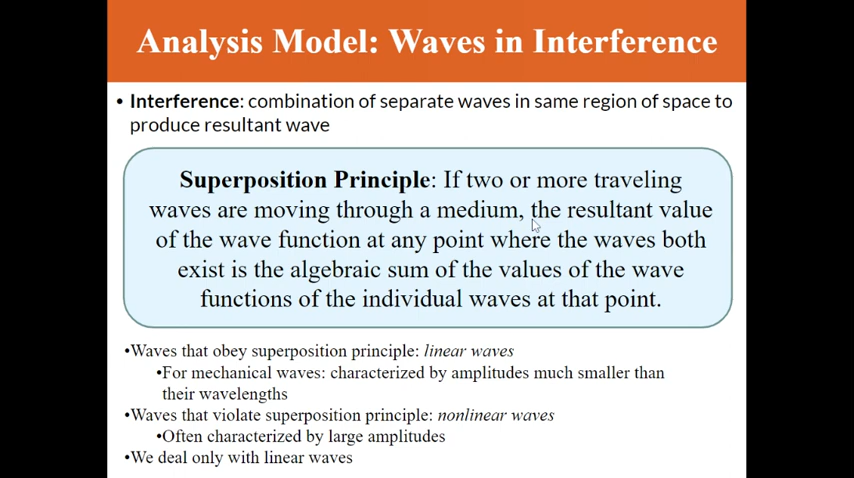 Analysis Model: Waves in Interference
• Interference: combination of separate waves in same region of space to
produce resultant wave
Superposition Principle: If two or more traveling
waves are moving through a medium, the resultant value
of the wave function at any point where the waves both
exist is the algebraic sum of the values of the wave
functions of the individual waves at that point.
•Waves that obey superposition principle: linear waves
•For mechanical waves: characterized by amplitudes much smaller than
their wavelengths
•Waves that violate superposition principle: nonlinear waves
•Often characterized by large amplitudes
•We deal only with linear waves